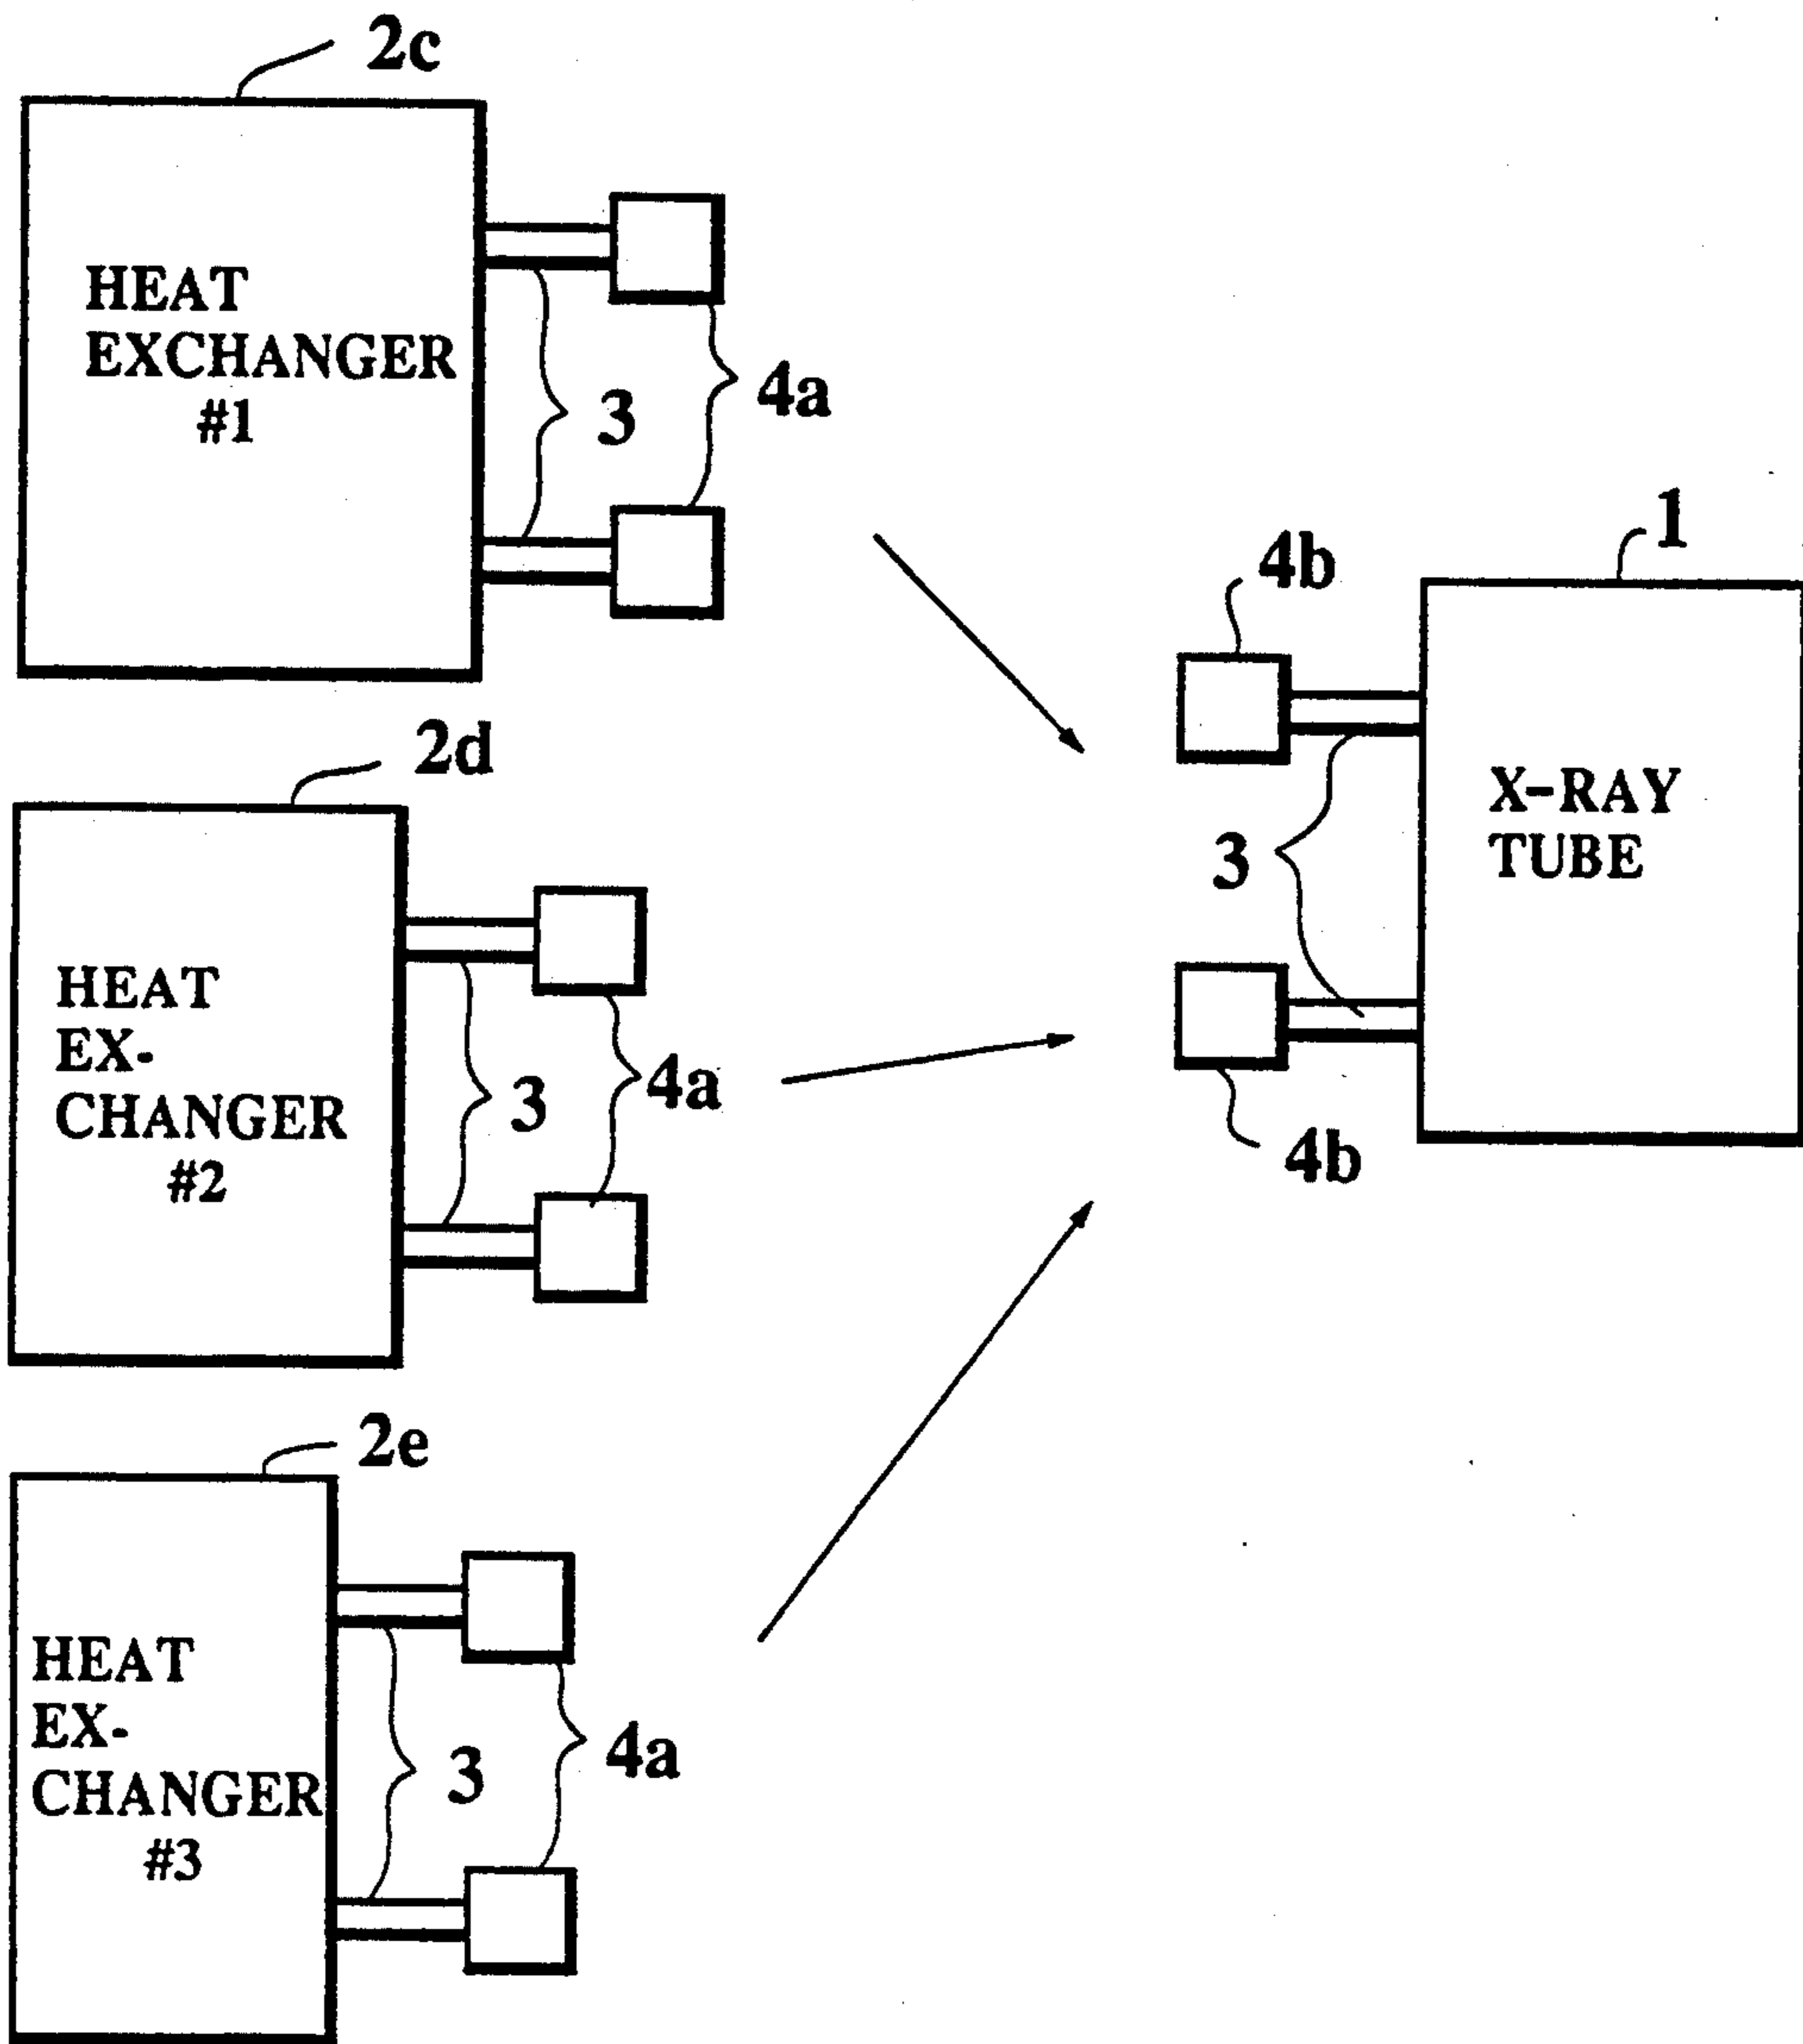 2c
HEAT
EXCHANGER
#1
3
4a
2d
HEAT
EX-
CHANGER
#2
3
4a
2e
HEAT
EX-
CHANGER
#3
3
4a
1
4b
X-RAY
TUBE
3
4b